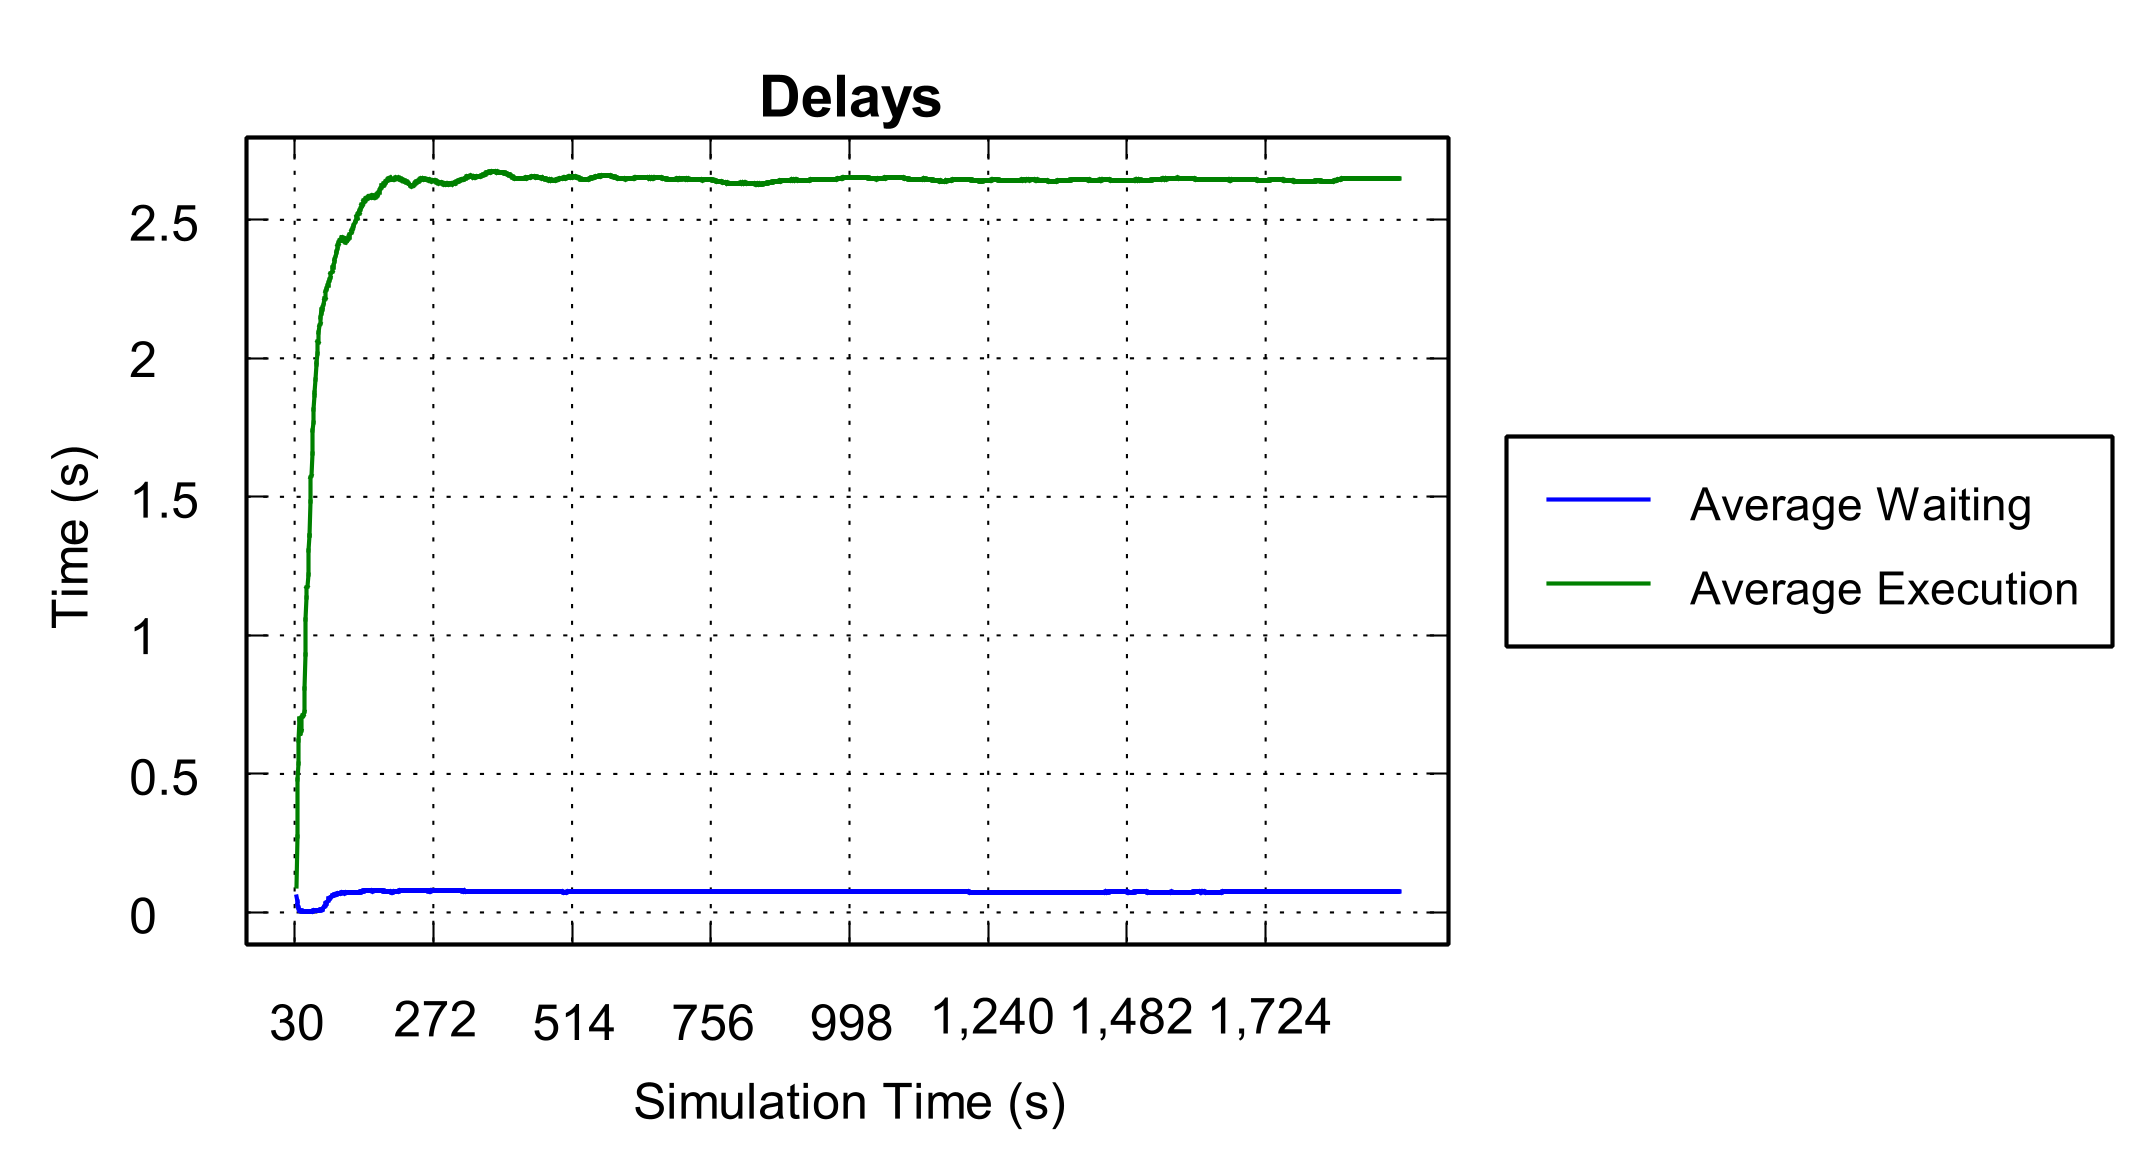 Delays
2.5
2
1.5
1
0.5
0
Time (s)
30 272 514 756 998 1,240 1,482 1,724
Simulation Time (s)
Average Waiting
Average Execution